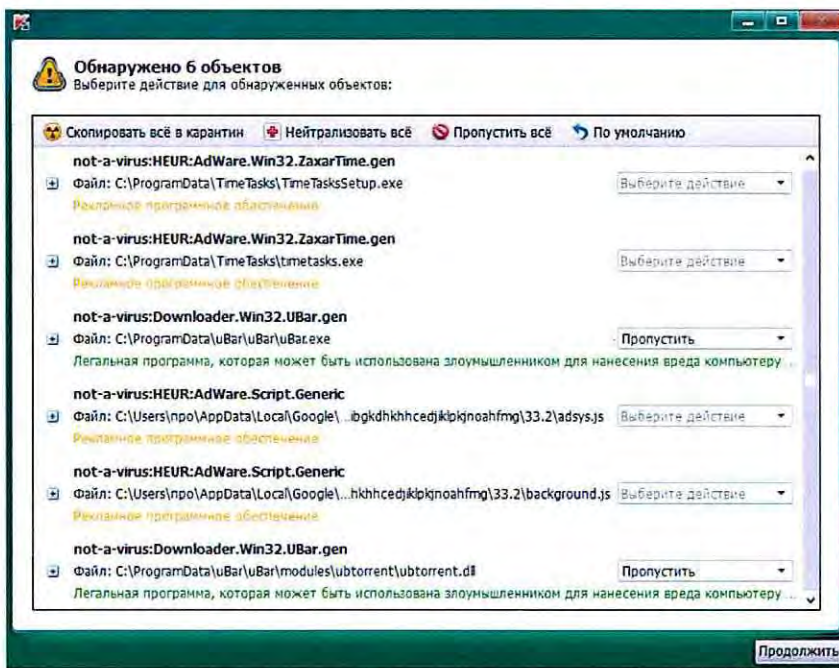 Обнаружено 6 объектов
Выберите действие для обнаруженных объектов:
Скопировать всё в карантин Нейтрализовать всё Пропустить всё По умолчанию
not-a-virus:HEUR:AdWare.Win32.ZaxarTime.gen
Файл: C:\ProgramData\TimeTasks\TimeTasksSetup.exe Выберите действие
Рекламное программное обеспечение
not-a-virus:HEUR:AdWare.Win32.ZaxarTime.gen
Файл: C:\ProgramData\TimeTasks\timetasks.exe Выберите действие
Рекламное программное обеспечение
not-a-virus:Downloader.Win32.UBar.gen
Файл: C:\ProgramData\uBar\uBar\uBar.exe Пропустить
Легальная программа, которая может быть использована злоумышленником для нанесения вреда компьютеру ...
not-a-virus:HEUR:AdWare.Script.Generic
Файл: C:\Users\npo\AppData\Local\Google\...ibgkdhkhhcedjiklpkjnoahfmg\33.2\adsys.js Выберите действие
Рекламное программное обеспечение
not-a-virus:HEUR:AdWare.Script.Generic
Файл: C:\Users\npo\AppData\Local\Google\...hkhhcedjiklpkjnoahfmg\33.2\background.js Выберите действие
Рекламное программное обеспечение
not-a-virus:Downloader.Win32.UBar.gen
Файл: C:\ProgramData\uBar\uBar\modules\ubtorrent\ubtorrent.dll Пропустить
Легальная программа, которая может быть использована злоумышленником для нанесения вреда компьютеру ...
Продолжить